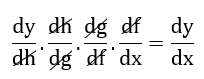 dy/dh . dh/dg . dg/df . df/dx = dy/dx